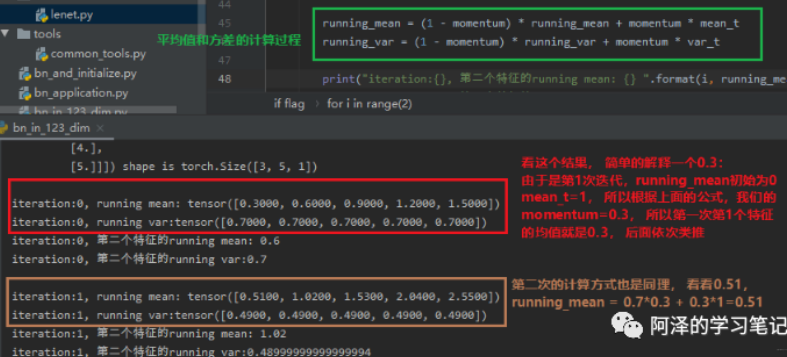 lenet.py
tools
common_tools.py
bn_and_initialize.py
bn_application.py
bn_in_123_dim.py
45
running_mean = (1 - momentum) * running_mean + momentum * mean_t
平均值和方差的计算过程
running_var = (1 - momentum) * running_var + momentum * var_t
47
48
print("iteration:{}, 第二个特征的running mean: {} ".format(i, running_me
if flag
for i in range(2)
bn_in_123_dim
[4.],
[5.]]]) shape is torch.Size([3, 5, 1])
看这个结果， 简单的解释一个0.3：
由于是第1次迭代，running_mean初始为0
mean_t=1， 所以根据上面的公式，我们的
momentum=0.3， 所以第一次第1个特征
的均值就是0.3， 后面依次类推
iteration:0, running mean: tensor([0.3000, 0.6000, 0.9000, 1.2000, 1.5000])
iteration:0, running var:tensor([0.7000, 0.7000, 0.7000, 0.7000, 0.7000])
iteration:0, 第二个特征的running mean: 0.6
iteration:0, 第二个特征的running var:0.7
第二次的计算方式也是同理， 看看0.51，
running_mean = 0.7*0.3 + 0.3*1=0.51
iteration:1, running mean: tensor([0.5100, 1.0200, 1.5300, 2.0400, 2.5500])
iteration:1, running var:tensor([0.4900, 0.4900, 0.4900, 0.4900, 0.4900])
iteration:1, 第二个特征的running mean: 1.02
iteration:1, 第二个特征的running var:0.48999999999999994
阿泽的学习笔记